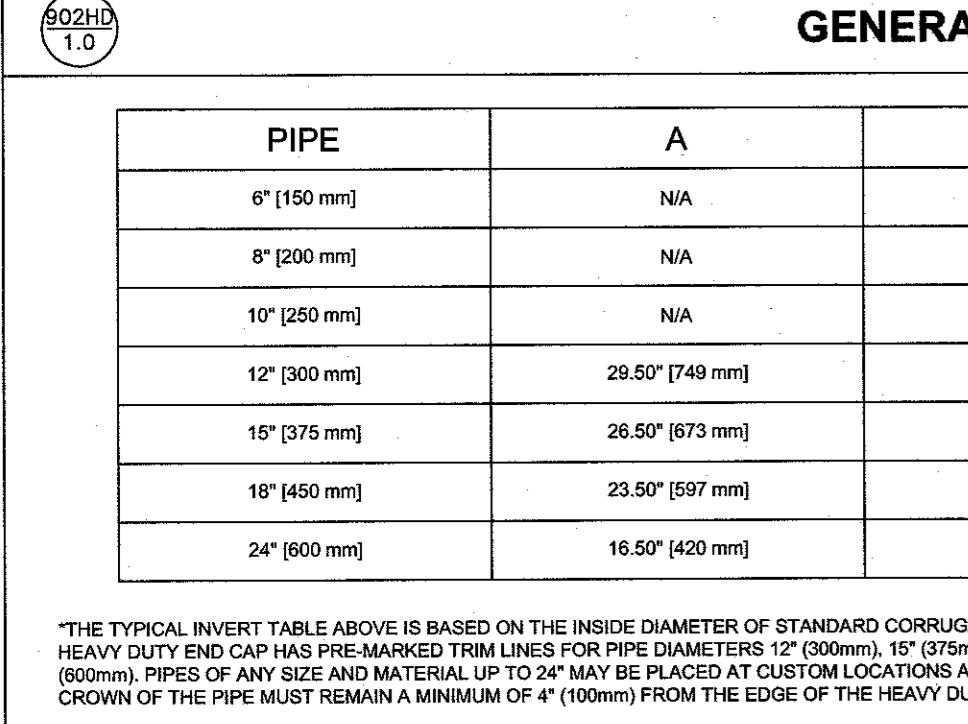 902HD
1.0
GENERA
PIPE A
6" [150 mm] N/A
8" [200 mm] N/A
10" [250 mm] N/A
12" [300 mm] 29.50" [749 mm]
15" [375 mm] 26.50" [673 mm]
18" [450 mm] 23.50" [597 mm]
24" [600 mm] 16.50" [420 mm]
*THE TYPICAL INVERT TABLE ABOVE IS BASED ON THE INSIDE DIAMETER OF STANDARD CORRUG
HEAVY DUTY END CAP HAS PRE-MARKED TRIM LINES FOR PIPE DIAMETERS 12" (300mm), 15" (375m
(600mm). PIPES OF ANY SIZE AND MATERIAL UP TO 24" MAY BE PLACED AT CUSTOM LOCATIONS A
CROWN OF THE PIPE MUST REMAIN A MINIMUM OF 4" (100mm) FROM THE EDGE OF THE HEAVY DU